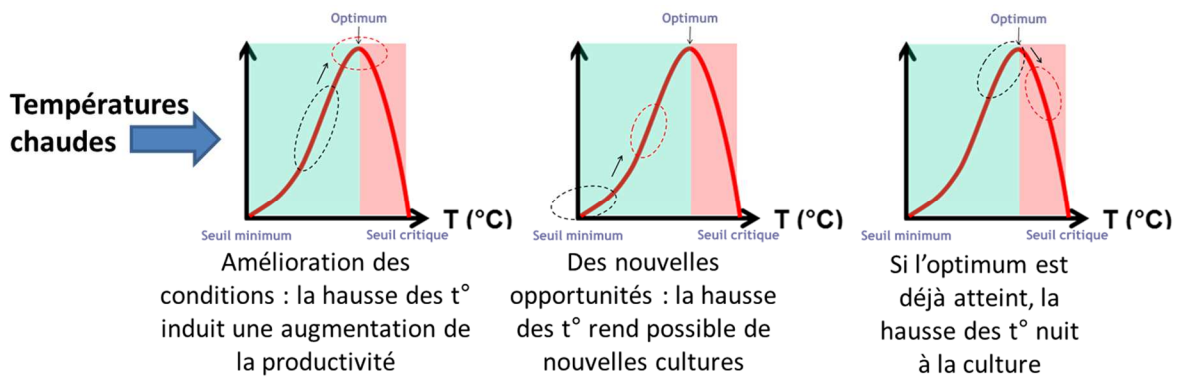 Optimum
Optimum
Optimum
Températures
chaudes
T (°C)
T (°C)
T (°C)
Seuil minimum
Seuil critique
Seuil minimum
Seuil critique
Seuil minimum
Seuil critique
Amélioration des
conditions : la hausse des t°
induit une augmentation de
la productivité
Des nouvelles
opportunités : la hausse
des t° rend possible de
nouvelles cultures
Si l’optimum est
déjà atteint, la
hausse des t° nuit
à la culture